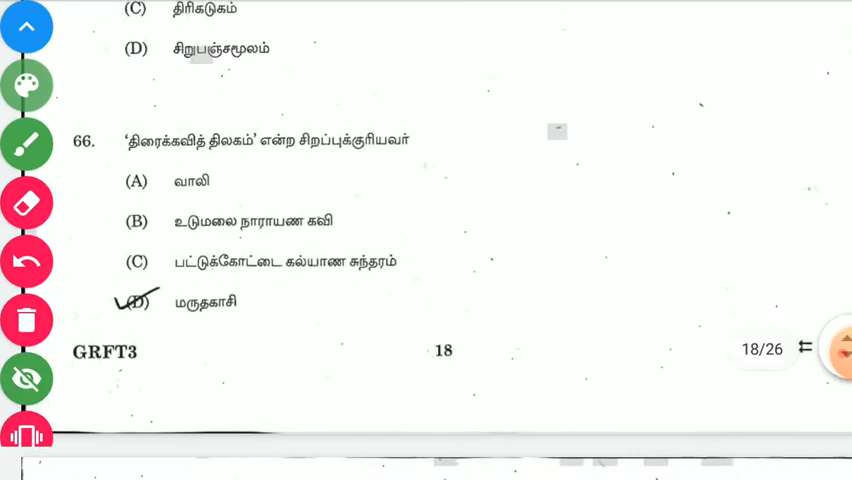 (C) திரிகடுகம்
(D) சிறுபஞ்சமூலம்
66. ‘திரைக்கவித் திலகம்’ என்ற சிறப்புக்குரியவர்
(A) வாலி
(B) உடுமலை நாராயண கவி
(C) பட்டுக்கோட்டை கல்யாண சுந்தரம்
(D) மருதகாசி
GRFT3 18 18/26